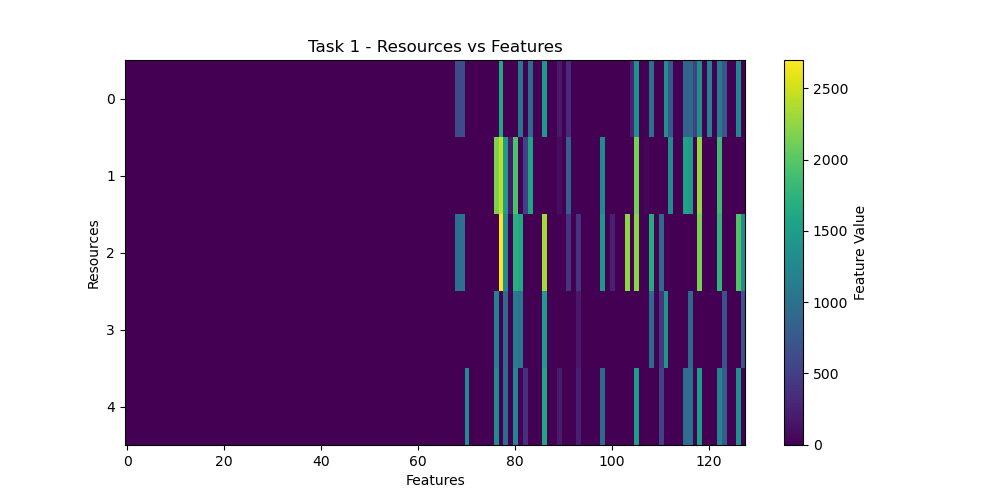 Task 1 - Resources vs Features
Resources
0
1
2
3
4
0 20 40 60 80 100 120
Features
2500
2000
1500
1000
500
0
Feature Value